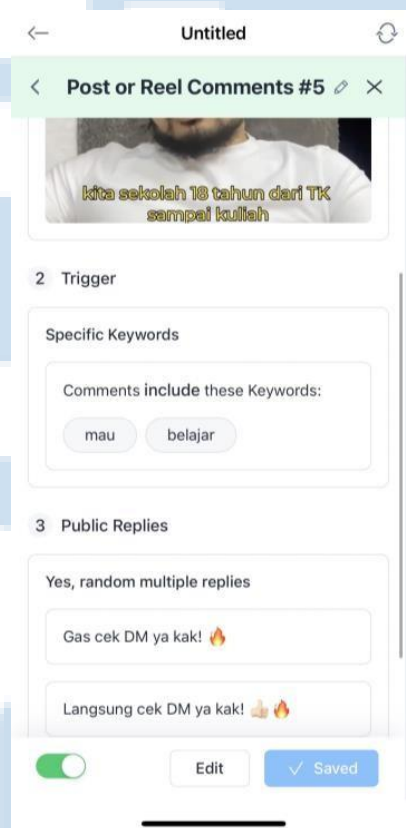 Untitled
Post or Reel Comments #5
kita sekolah 18 tahun dari TK
sampai kuliah
2 Trigger
Specific Keywords
Comments include these Keywords:
mau belajar
3 Public Replies
Yes, random multiple replies
Gas cek DM ya kak! 🔥
Langsung cek DM ya kak! 👍🏻🔥
Edit ✓ Saved